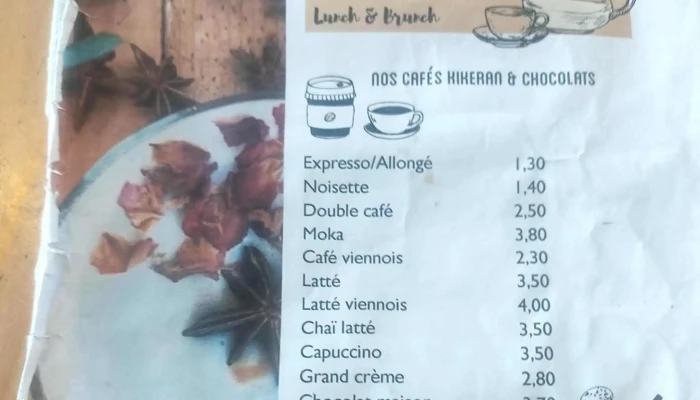 Lunch & Brunch
NOS CAFÉS KIKERAN & CHOCOLATS
Expresso/Allongé 1,30
Noisette 1,40
Double café 2,50
Moka 3,80
Café viennois 2,30
Latté 3,50
Latté viennois 4,00
Chaï latté 3,50
Capuccino 3,50
Grand crème 2,80